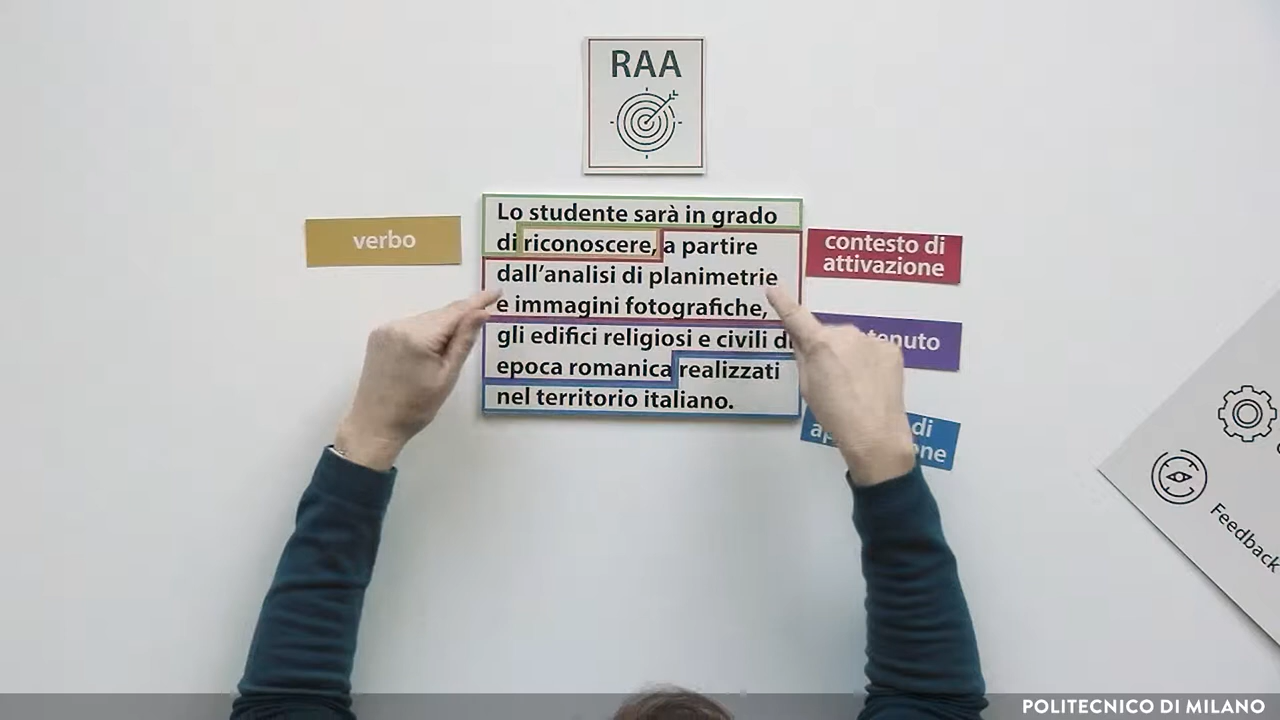 RAA
verbo
Lo studente sarà in grado
di riconoscere, a partire
dall'analisi di planimetrie
e immagini fotografiche,
gli edifici religiosi e civili di
epoca romanica realizzati
nel territorio italiano.
contesto di
attivazione
di
Feedback
POLITECNICO DI MILANO